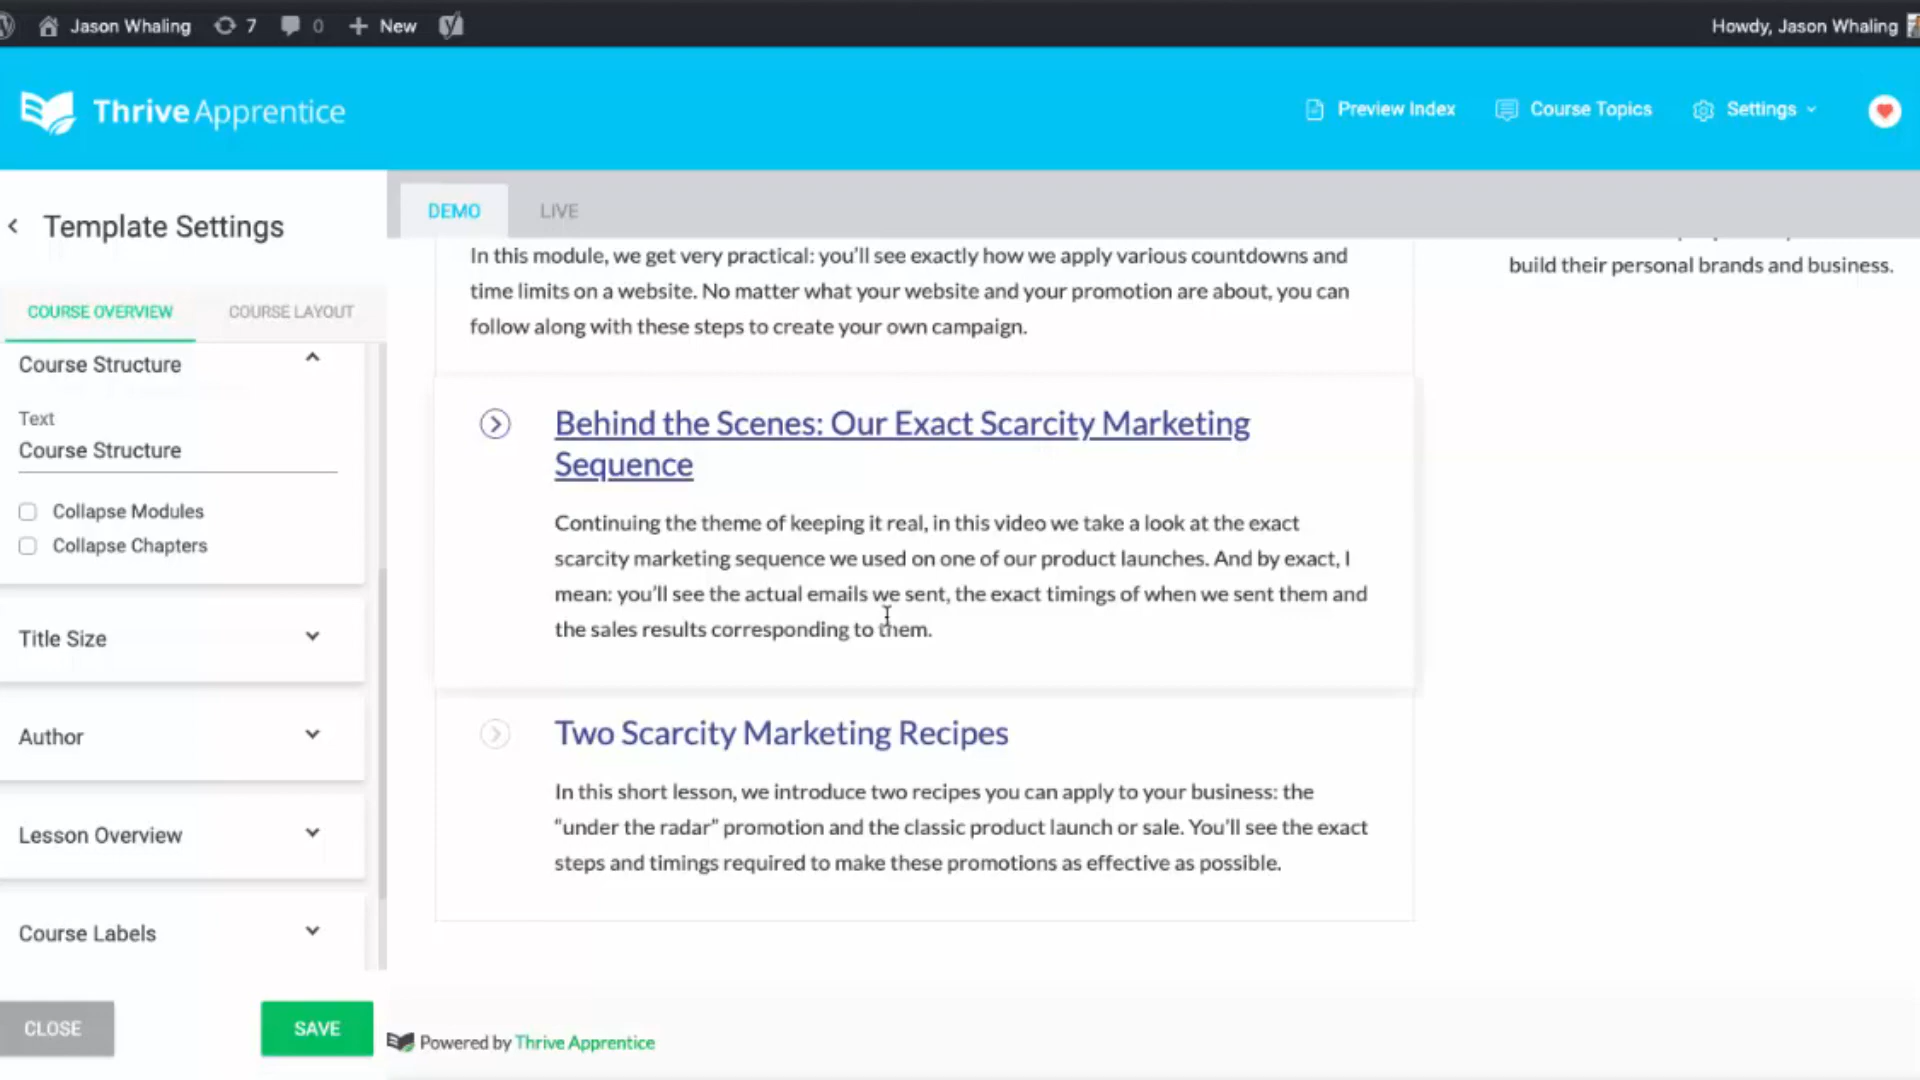 Jason Whaling 7 0 New Howdy, Jason Whaling
Thrive Apprentice Preview Index Course Topics Settings
Template Settings
COURSE OVERVIEW COURSE LAYOUT
Course Structure
Text
Course Structure
Collapse Modules
Collapse Chapters
Title Size
Author
Lesson Overview
Course Labels
CLOSE SAVE
DEMO LIVE
In this module, we get very practical: you'll see exactly how we apply various countdowns and
time limits on a website. No matter what your website and your promotion are about, you can
follow along with these steps to create your own campaign.
Behind the Scenes: Our Exact Scarcity Marketing
Sequence
Continuing the theme of keeping it real, in this video we take a look at the exact
scarcity marketing sequence we used on one of our product launches. And by exact, I
mean: you'll see the actual emails we sent, the exact timings of when we sent them and
the sales results corresponding to them.
Two Scarcity Marketing Recipes
In this short lesson, we introduce two recipes you can apply to your business: the
“under the radar” promotion and the classic product launch or sale. You'll see the exact
steps and timings required to make these promotions as effective as possible.
build their personal brands and business.
Powered by Thrive Apprentice